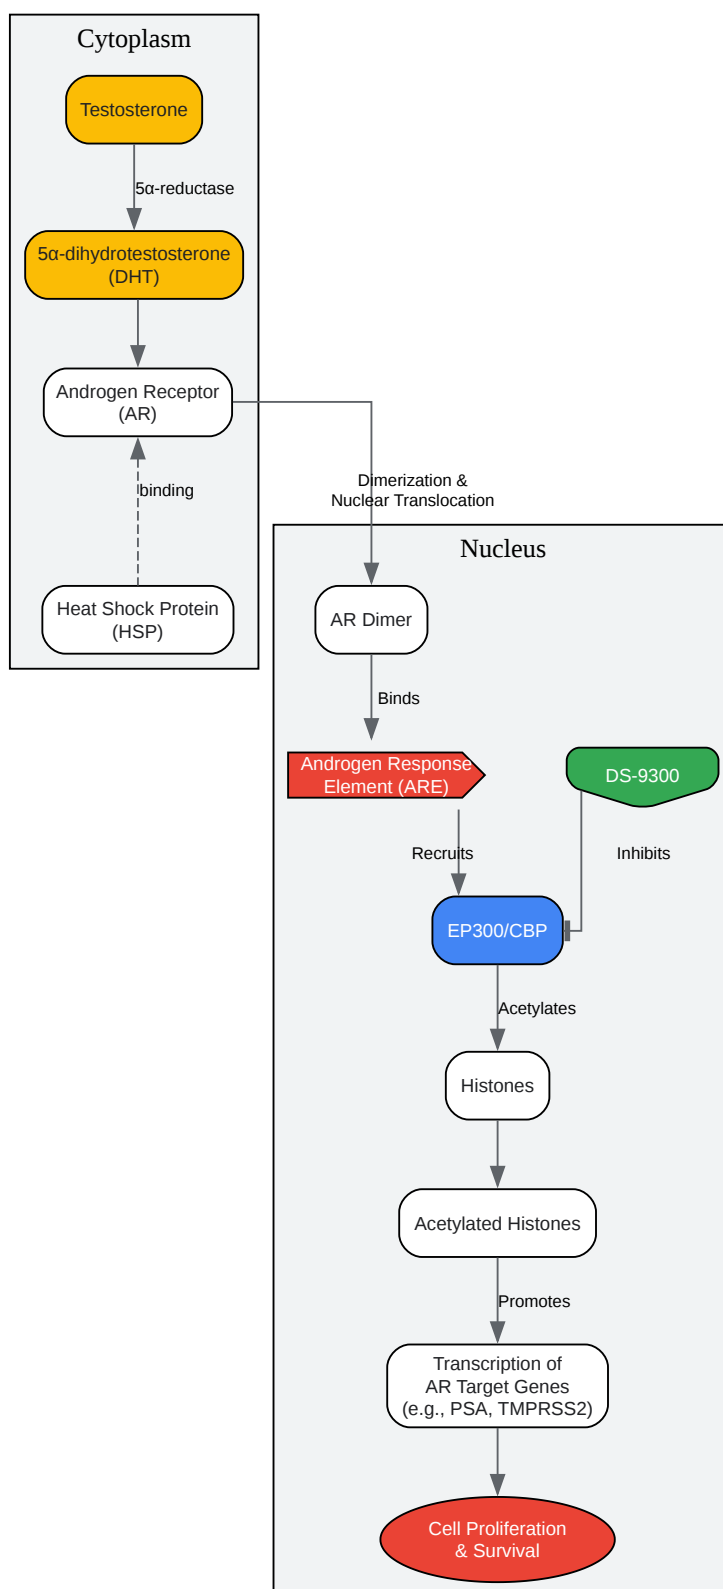 Cytoplasm
Testosterone
5α-reductase
5α-dihydrotestosterone
(DHT)
Androgen Receptor
(AR)
binding
Heat Shock Protein
(HSP)
Dimerization &
Nuclear Translocation
Nucleus
AR Dimer
Binds
Androgen Response
Element (ARE)
DS-9300
Recruits
Inhibits
EP300/CBP
Acetylates
Histones
Acetylated Histones
Promotes
Transcription of
AR Target Genes
(e.g., PSA, TMPRSS2)
Cell Proliferation
& Survival